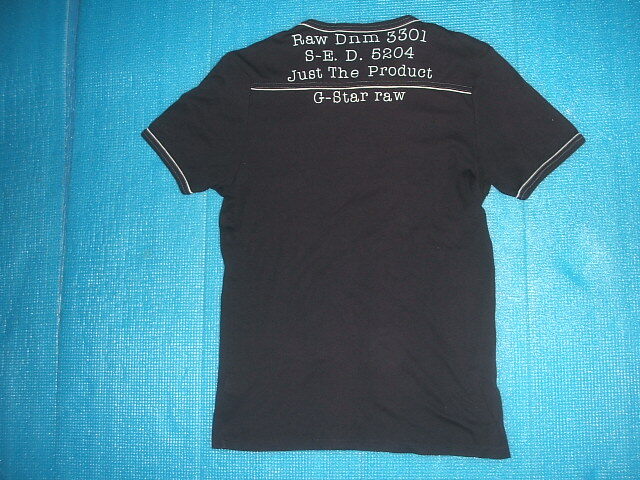 Raw Dnm 3301
S-E. D. 5204
Just The Product
G-Star raw